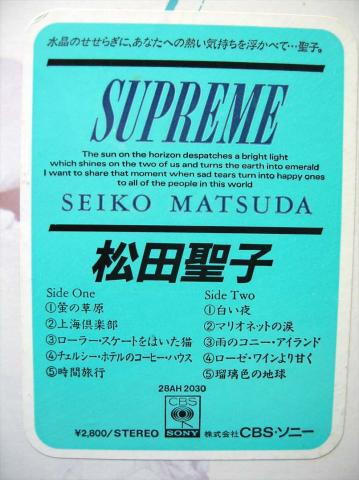 水晶のせせらぎに、あなたへの熱い気持ちを浮かべて…聖子。
SUPREME
The sun on the horizon despatches a bright light
which shines on the two of us and turns the earth into emerald
I want to share that moment when sad tears turn into happy ones
to all of the people in this world
SEIKO MATSUDA
松田聖子
Side One
①螢の草原
②上海倶楽部
③ローラー・スケートをはいた猫
④チェルシー・ホテルのコーヒー・ハウス
⑤時間旅行
Side Two
①白い夜
②マリオネットの涙
③雨のコニー・アイランド
④ローゼ・ワインより甘く
⑤瑠璃色の地球
28AH 2030
CBS
SONY
¥2,800/STEREO
株式会社CBS・ソニー